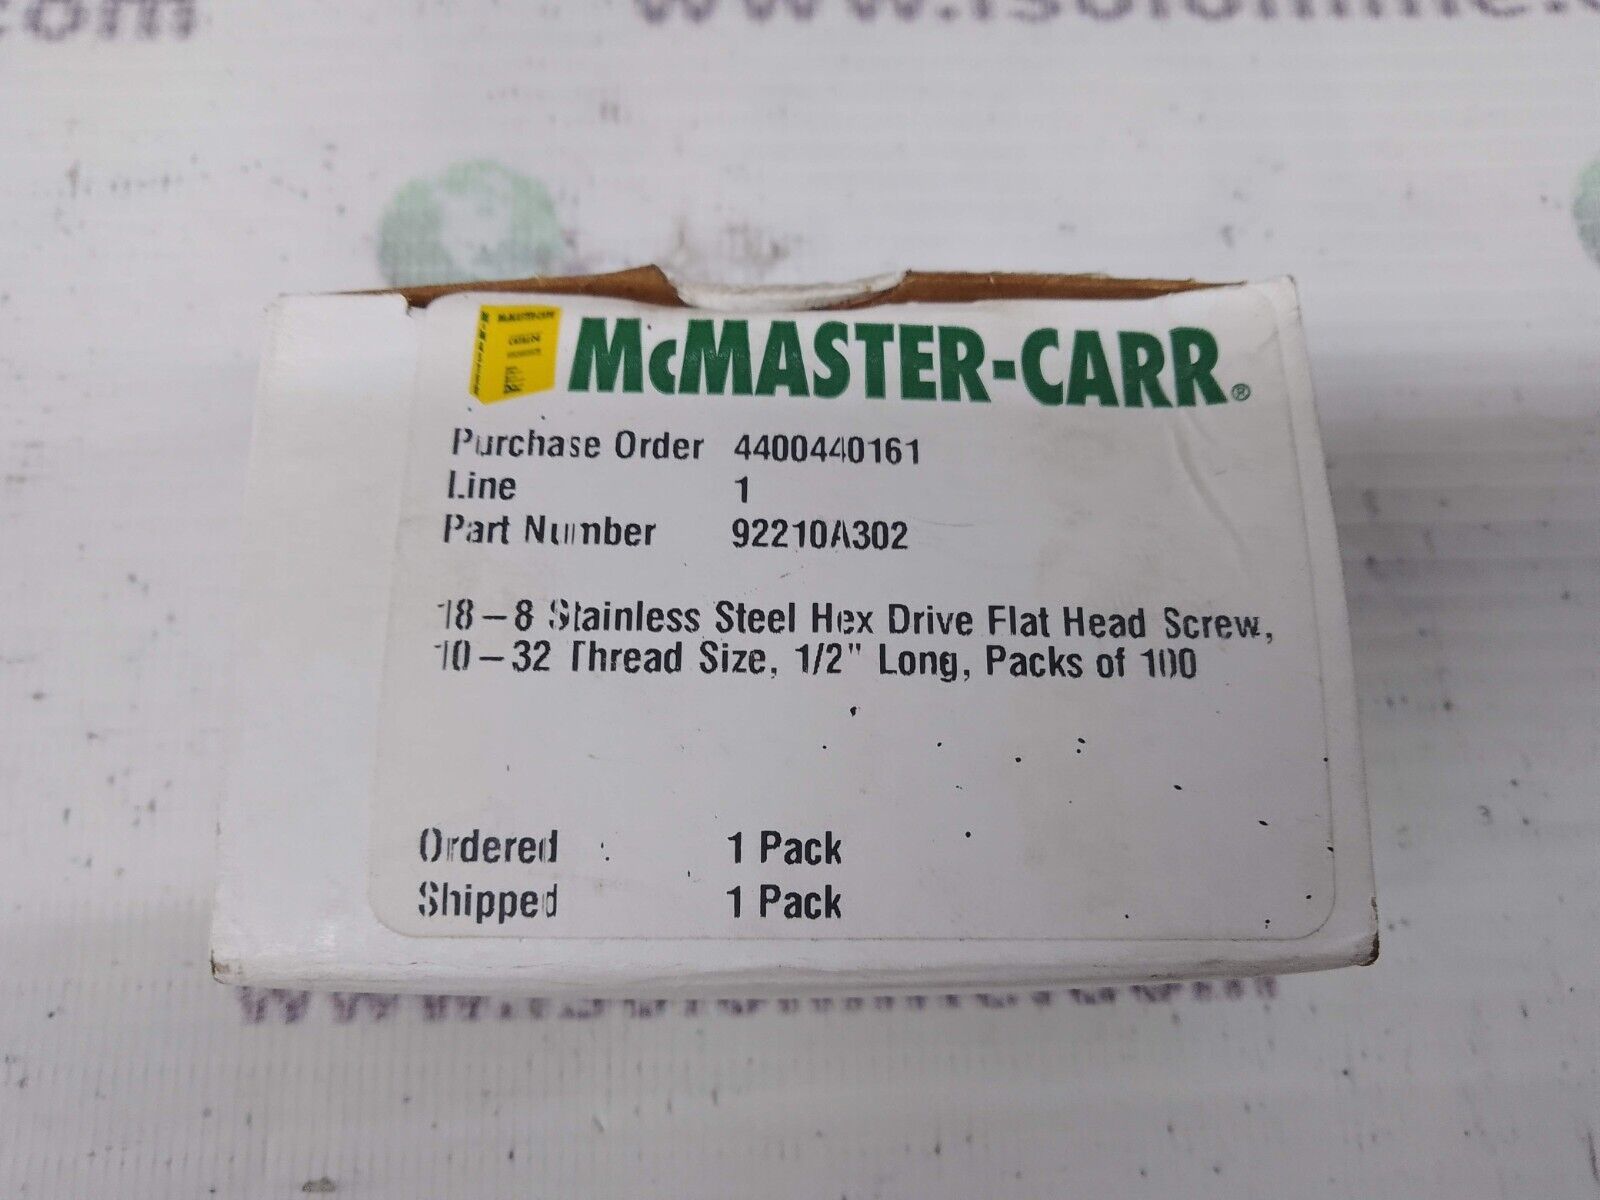 .com
McMASTER-CARR®
Purchase Order 4400440161
Line 1
Part Number 92210A302
18-8 Stainless Steel Hex Drive Flat Head Screw,
10-32 Thread Size, 1/2" Long, Packs of 100
Ordered 1 Pack
Shipped 1 Pack